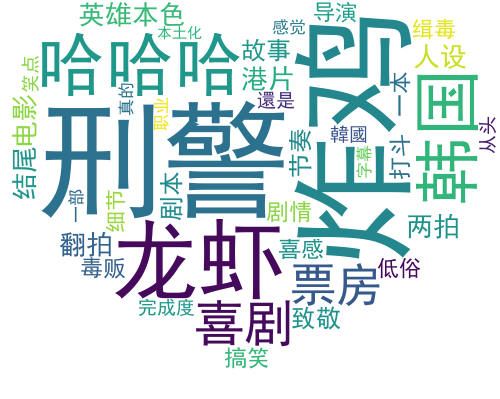 英雄本色
导演
感觉
本土化
缉毒
哈哈哈
故事
人设
笑点
港片
炸鸡
一本
真的
职业
還是
电影
刑警
韓國
韩国
从头
节奏
打斗
字幕
结尾
一部
细节
剧本
剧情
龙虾
两拍
翻拍
喜感
毒贩
票房
低俗
完成度
喜剧
致敬
搞笑